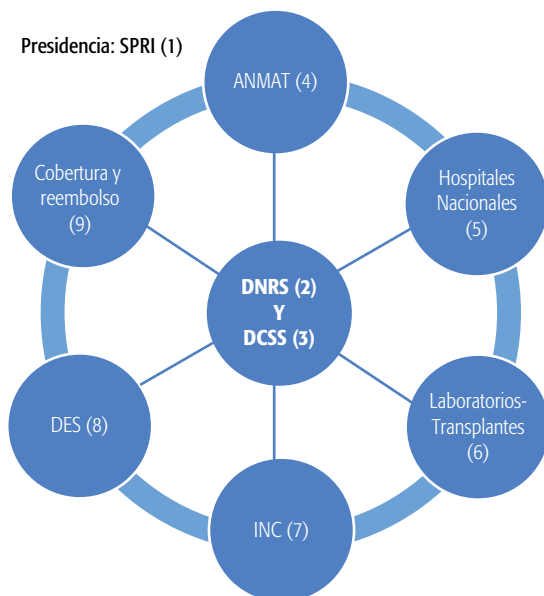 Presidencia: SPRI (1)
ANMAT (4)
Cobertura y
reembolso
(9)
Hospitales
Nacionales
(5)
DNRS (2)
Y
DCSS (3)
DES (8)
Laboratorios-
Transplantes
(6)
INC (7)